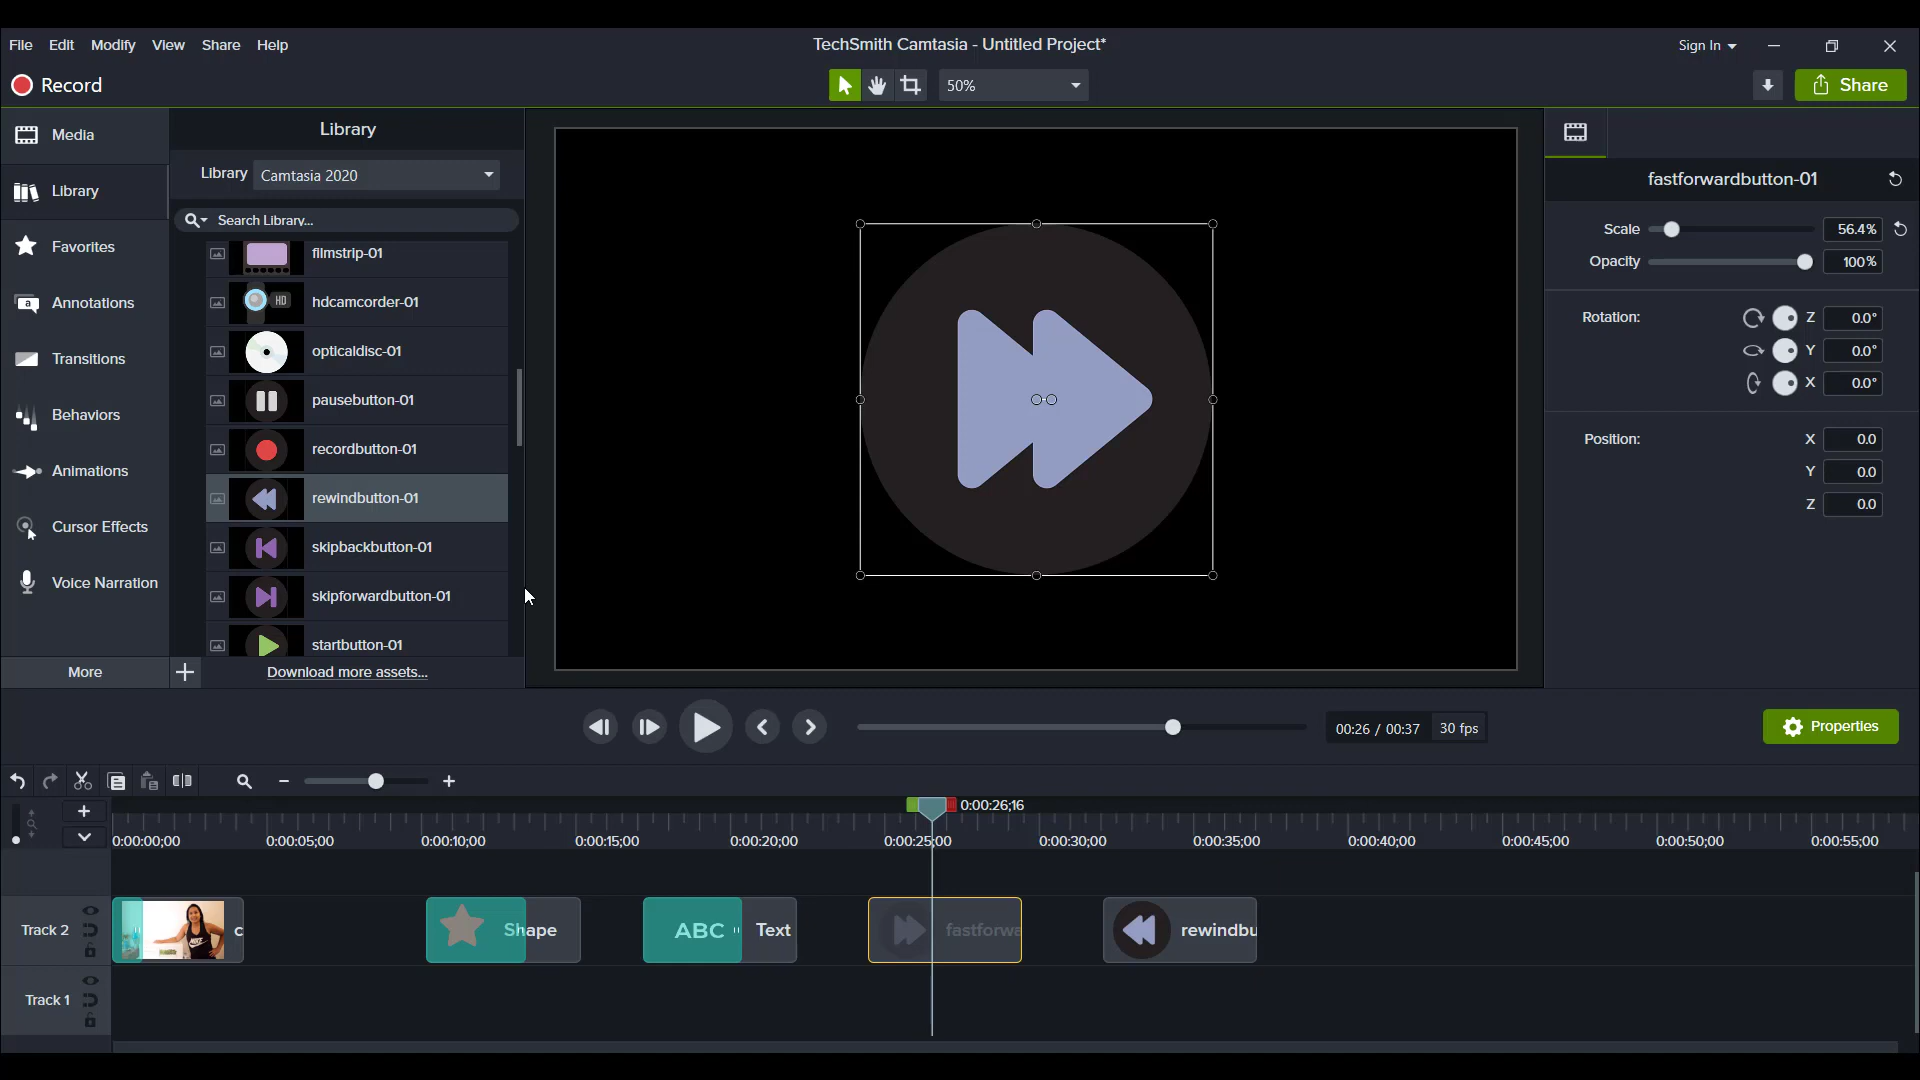 File Edit Modify View Share Help
TechSmith Camtasia - Untitled Project*
Sign In
Record
50%
Share
Media
Library
Favorites
Annotations
Transitions
Behaviors
Animations
Cursor Effects
Voice Narration
More
Library
Library Camtasia 2020
Search Library...
filmstrip-01
HD hdcamcorder-01
opticaldisc-01
pausebutton-01
recordbutton-01
rewindbutton-01
skipbackbutton-01
skipforwardbutton-01
startbutton-01
Download more assets...
fastforwardbutton-01
Scale 56.4%
Opacity 100%
Rotation: Z 0.0°
Y 0.0°
X 0.0°
Position: X 0.0
Y 0.0
Z 0.0
00:26 / 00:37 30 fps
Properties
0:00:26;16
0:00:00;00 0:00:05;00 0:00:10;00 0:00:15;00 0:00:20;00 0:00:25;00 0:00:30;00 0:00:35;00 0:00:40;00 0:00:45;00 0:00:50;00 0:00:55;00
Track 2 c Shape ABC Text fastforwa rewindbu
Track 1